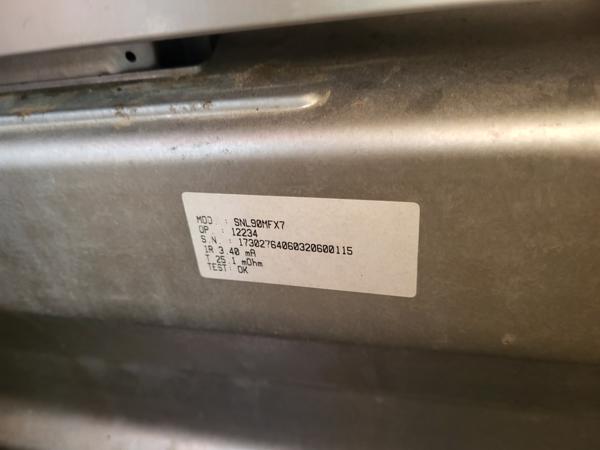 MOD. : SNL90MFX7
OP. : 12234
S.N. : 17302764060320600115
IR 3.40 mA
T 25.1 mOhm
TEST: OK